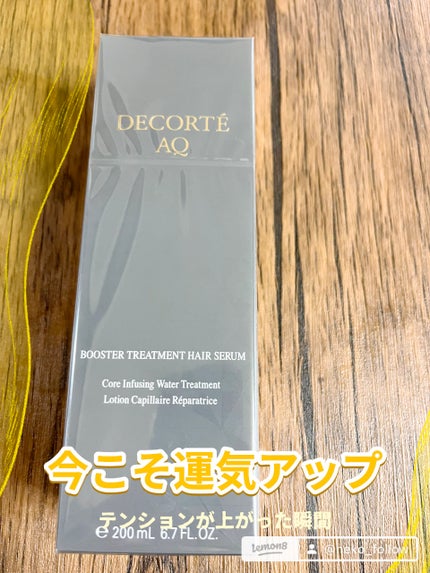 DECORTÉ
AQ
BOOSTER TREATMENT HAIR SERUM
Core Infusing Water Treatment
Lotion Capillaire Réparatrice
今こそ運気アップ
テンションが上がった瞬間
e 200 mL 6.7 FL.OZ.
Lemon8
@neko_follow